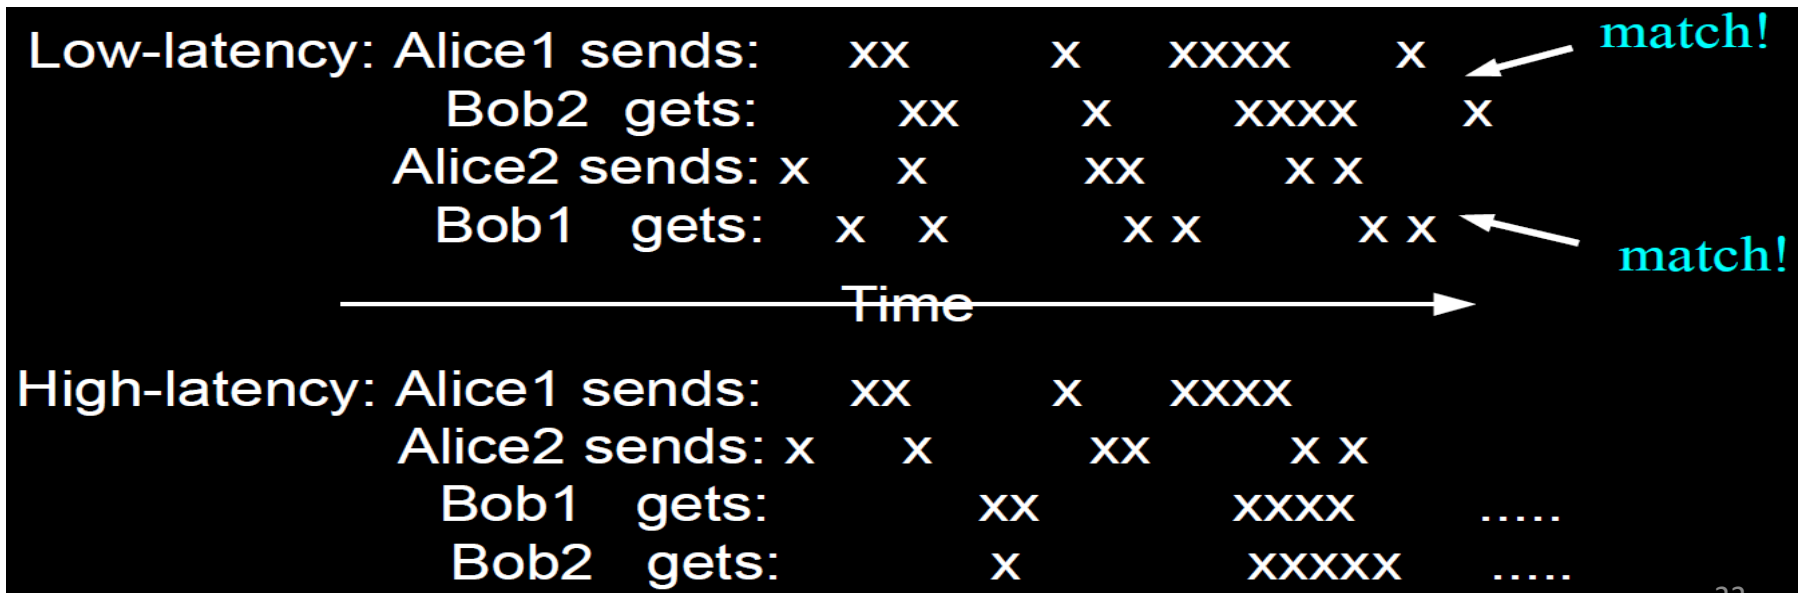 Low-latency: Alice1 sends: xx x xxxx x match!
Bob2 gets: xx x xxxx x
Alice2 sends: x x xx x x
Bob1 gets: x x x x x x
match!
Time
High-latency: Alice1 sends: xx x xxxx
Alice2 sends: x x xx x x
Bob1 gets: xx xxxx .....
Bob2 gets: x xxxxx .....